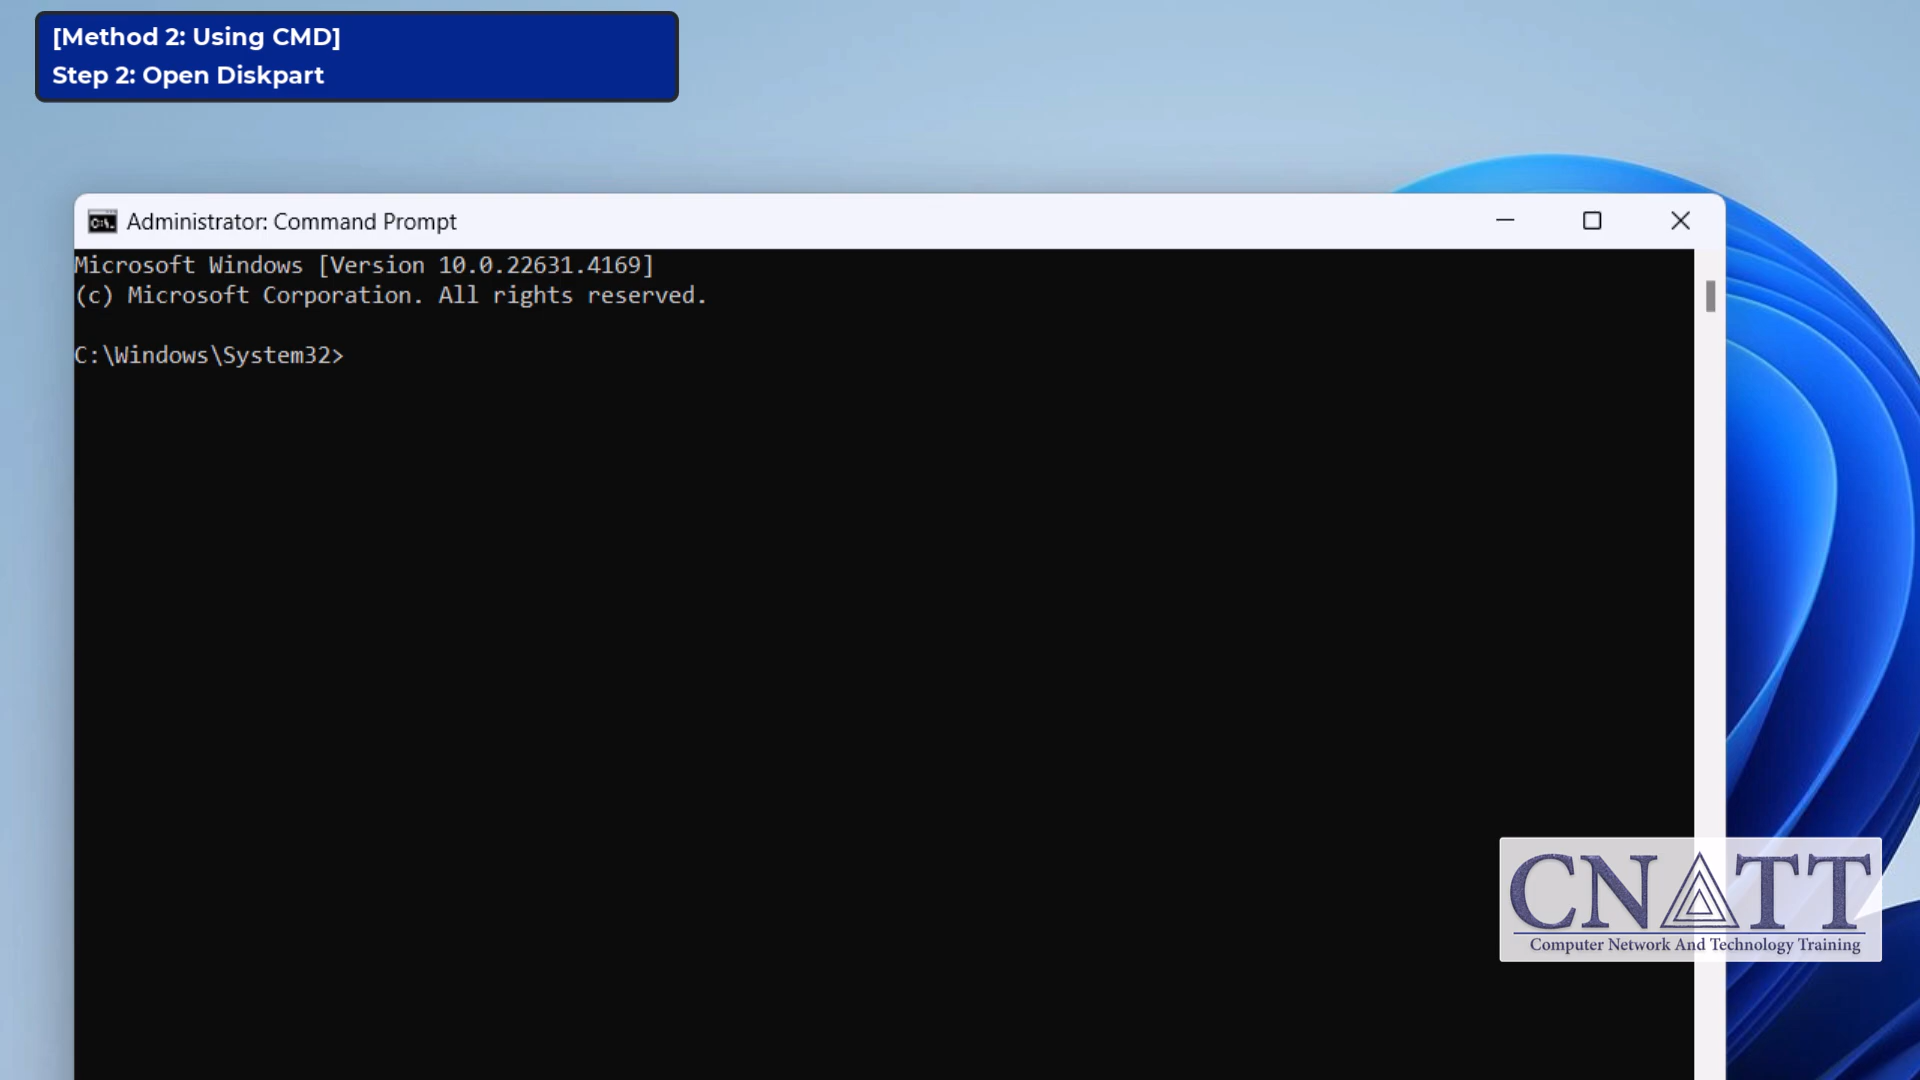 [Method 2: Using CMD]
Step 2: Open Diskpart
Administrator: Command Prompt
Microsoft Windows [Version 10.0.22631.4169]
(c) Microsoft Corporation. All rights reserved.
C:\Windows\System32>
CNATT
Computer Network And Technology Training